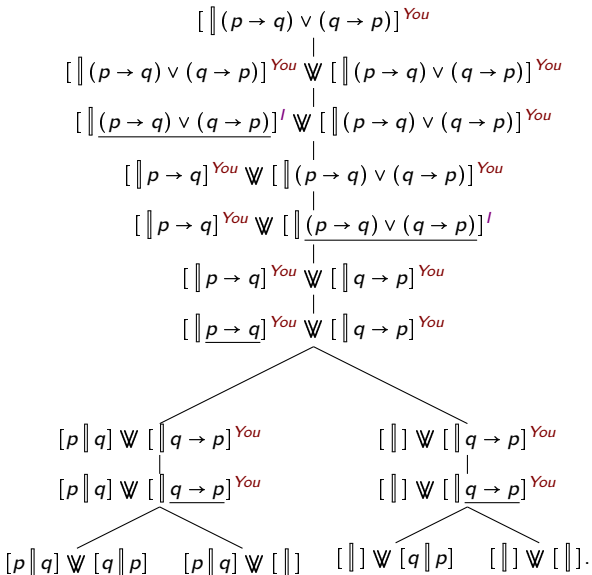 [ ⫿ (p → q) ∨ (q → p)]^You
[ ⫿ (p → q) ∨ (q → p)]^You ⩔ [ ⫿ (p → q) ∨ (q → p)]^You
[ ⫿ (p → q) ∨ (q → p)]^I ⩔ [ ⫿ (p → q) ∨ (q → p)]^You
[ ⫿ p → q]^You ⩔ [ ⫿ (p → q) ∨ (q → p)]^You
[ ⫿ p → q]^You ⩔ [ ⫿ (p → q) ∨ (q → p)]^I
[ ⫿ p → q]^You ⩔ [ ⫿ q → p]^You
[ ⫿ p → q]^You ⩔ [ ⫿ q → p]^You
[p ⫿ q] ⩔ [ ⫿ q → p]^You [ ⫿ ] ⩔ [ ⫿ q → p]^You
[p ⫿ q] ⩔ [ ⫿ q → p]^You [ ⫿ ] ⩔ [ ⫿ q → p]^You
[p ⫿ q] ⩔ [q ⫿ p] [p ⫿ q] ⩔ [ ⫿ ] [ ⫿ ] ⩔ [q ⫿ p] [ ⫿ ] ⩔ [ ⫿ ].